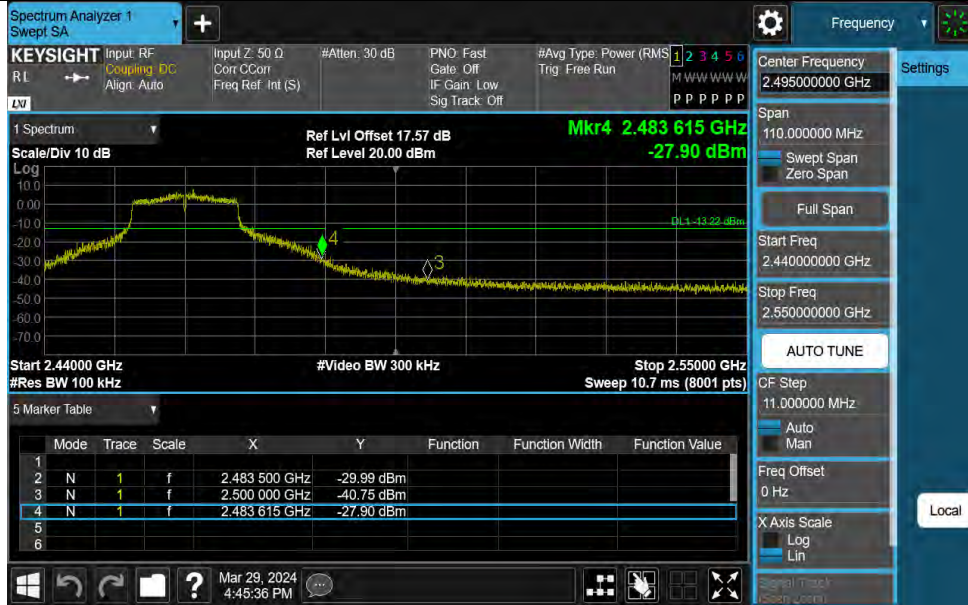 Spectrum Analyzer 1
Swept SA
+
Frequency
KEYSIGHT
RL
LXI
Input: RF
Coupling: DC
Align: Auto
Input Z: 50 Ω
Corr CCorr
Freq Ref: Int (S)
#Atten: 30 dB
PNO: Fast
Gate: Off
IF Gain: Low
Sig Track: Off
#Avg Type: Power (RMS
Trig: Free Run
1 2 3 4 5 6
M W W W W W
P P P P P P
1 Spectrum
Scale/Div 10 dB
Ref Lvl Offset 17.57 dB
Ref Level 20.00 dBm
Mkr4 2.483 615 GHz
-27.90 dBm
Log
10.0
0.00
-10.0
-20.0
-30.0
-40.0
-50.0
-60.0
-70.0
DL1 -13.22 dBm
4
3
Start 2.44000 GHz
#Video BW 300 kHz
Stop 2.55000 GHz
#Res BW 100 kHz
Sweep 10.7 ms (8001 pts)
5 Marker Table
Mode Trace Scale X Y Function Function Width Function Value
1
2 N 1 f 2.483 500 GHz -29.99 dBm
3 N 1 f 2.500 000 GHz -40.75 dBm
4 N 1 f 2.483 615 GHz -27.90 dBm
5
6
?
Mar 29, 2024
4:45:36 PM
Center Frequency
2.495000000 GHz
Span
110.000000 MHz
Swept Span
Zero Span
Full Span
Start Freq
2.440000000 GHz
Stop Freq
2.550000000 GHz
AUTO TUNE
CF Step
11.000000 MHz
Auto
Man
Freq Offset
0 Hz
X Axis Scale
Log
Lin
Signal Track
(Span Zoom)
Settings
Local